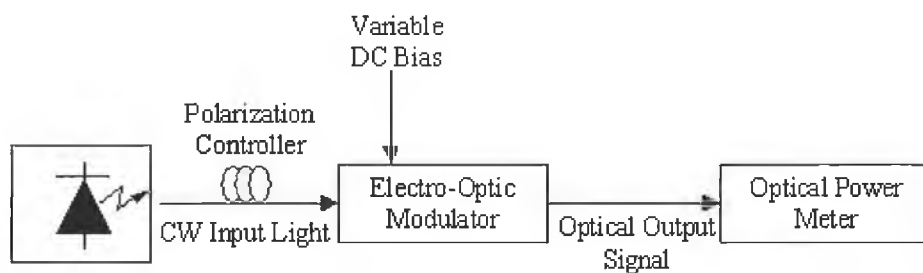 Variable
DC Bias
Polarization
Controller
CW Input Light
Electro-Optic
Modulator
Optical Output
Signal
Optical Power
Meter